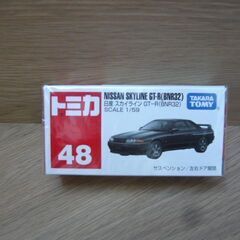 トミカ
48
NISSAN SKYLINE GT-R(BNR32)
日産 スカイライン GT-R(BNR32)
SCALE 1/59
TAKARA
TOMY
サスペンション/左右ドア開閉